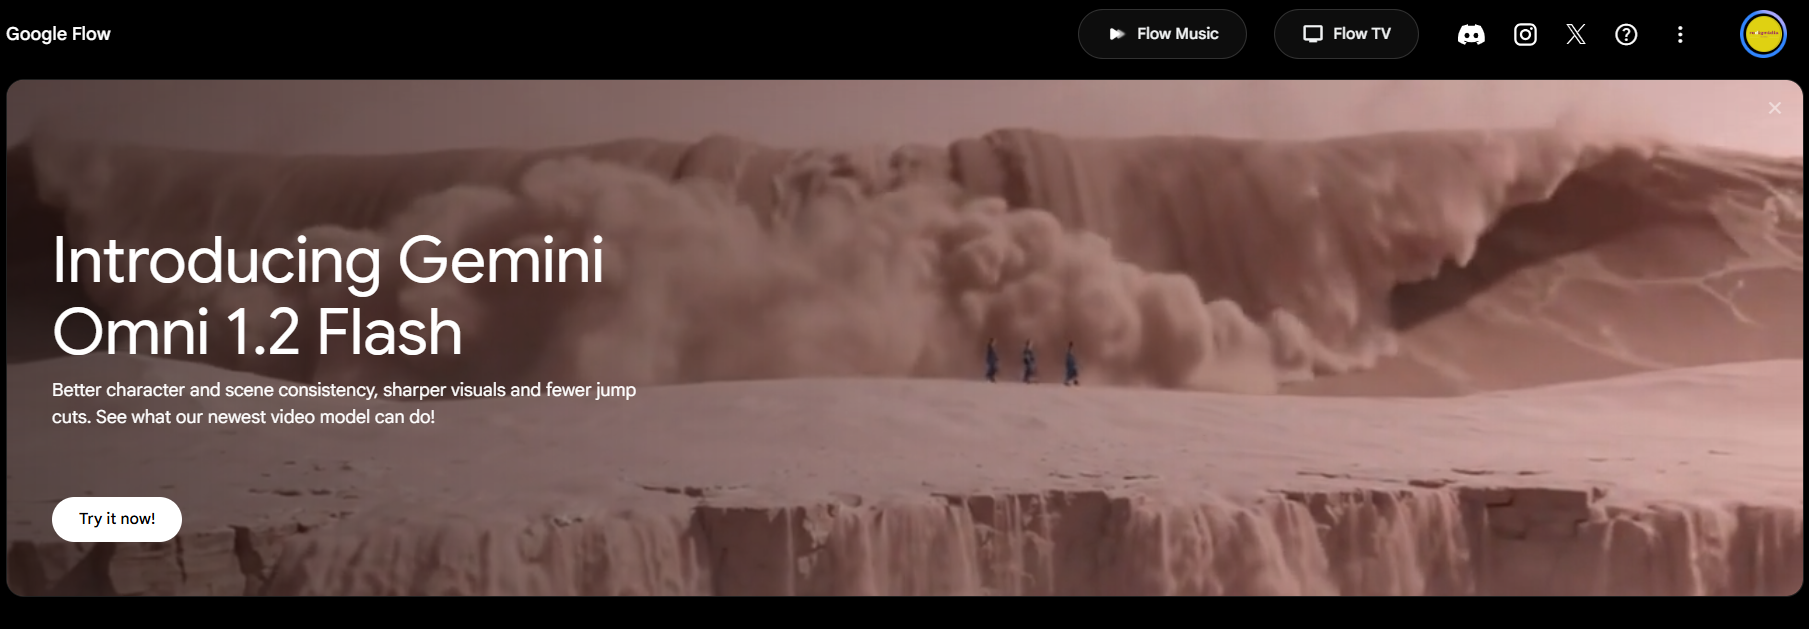 Google Flow
Flow Music
Flow TV
Introducing Gemini
Omni 1.2 Flash
Better character and scene consistency, sharper visuals and fewer jump
cuts. See what our newest video model can do!
Try it now!